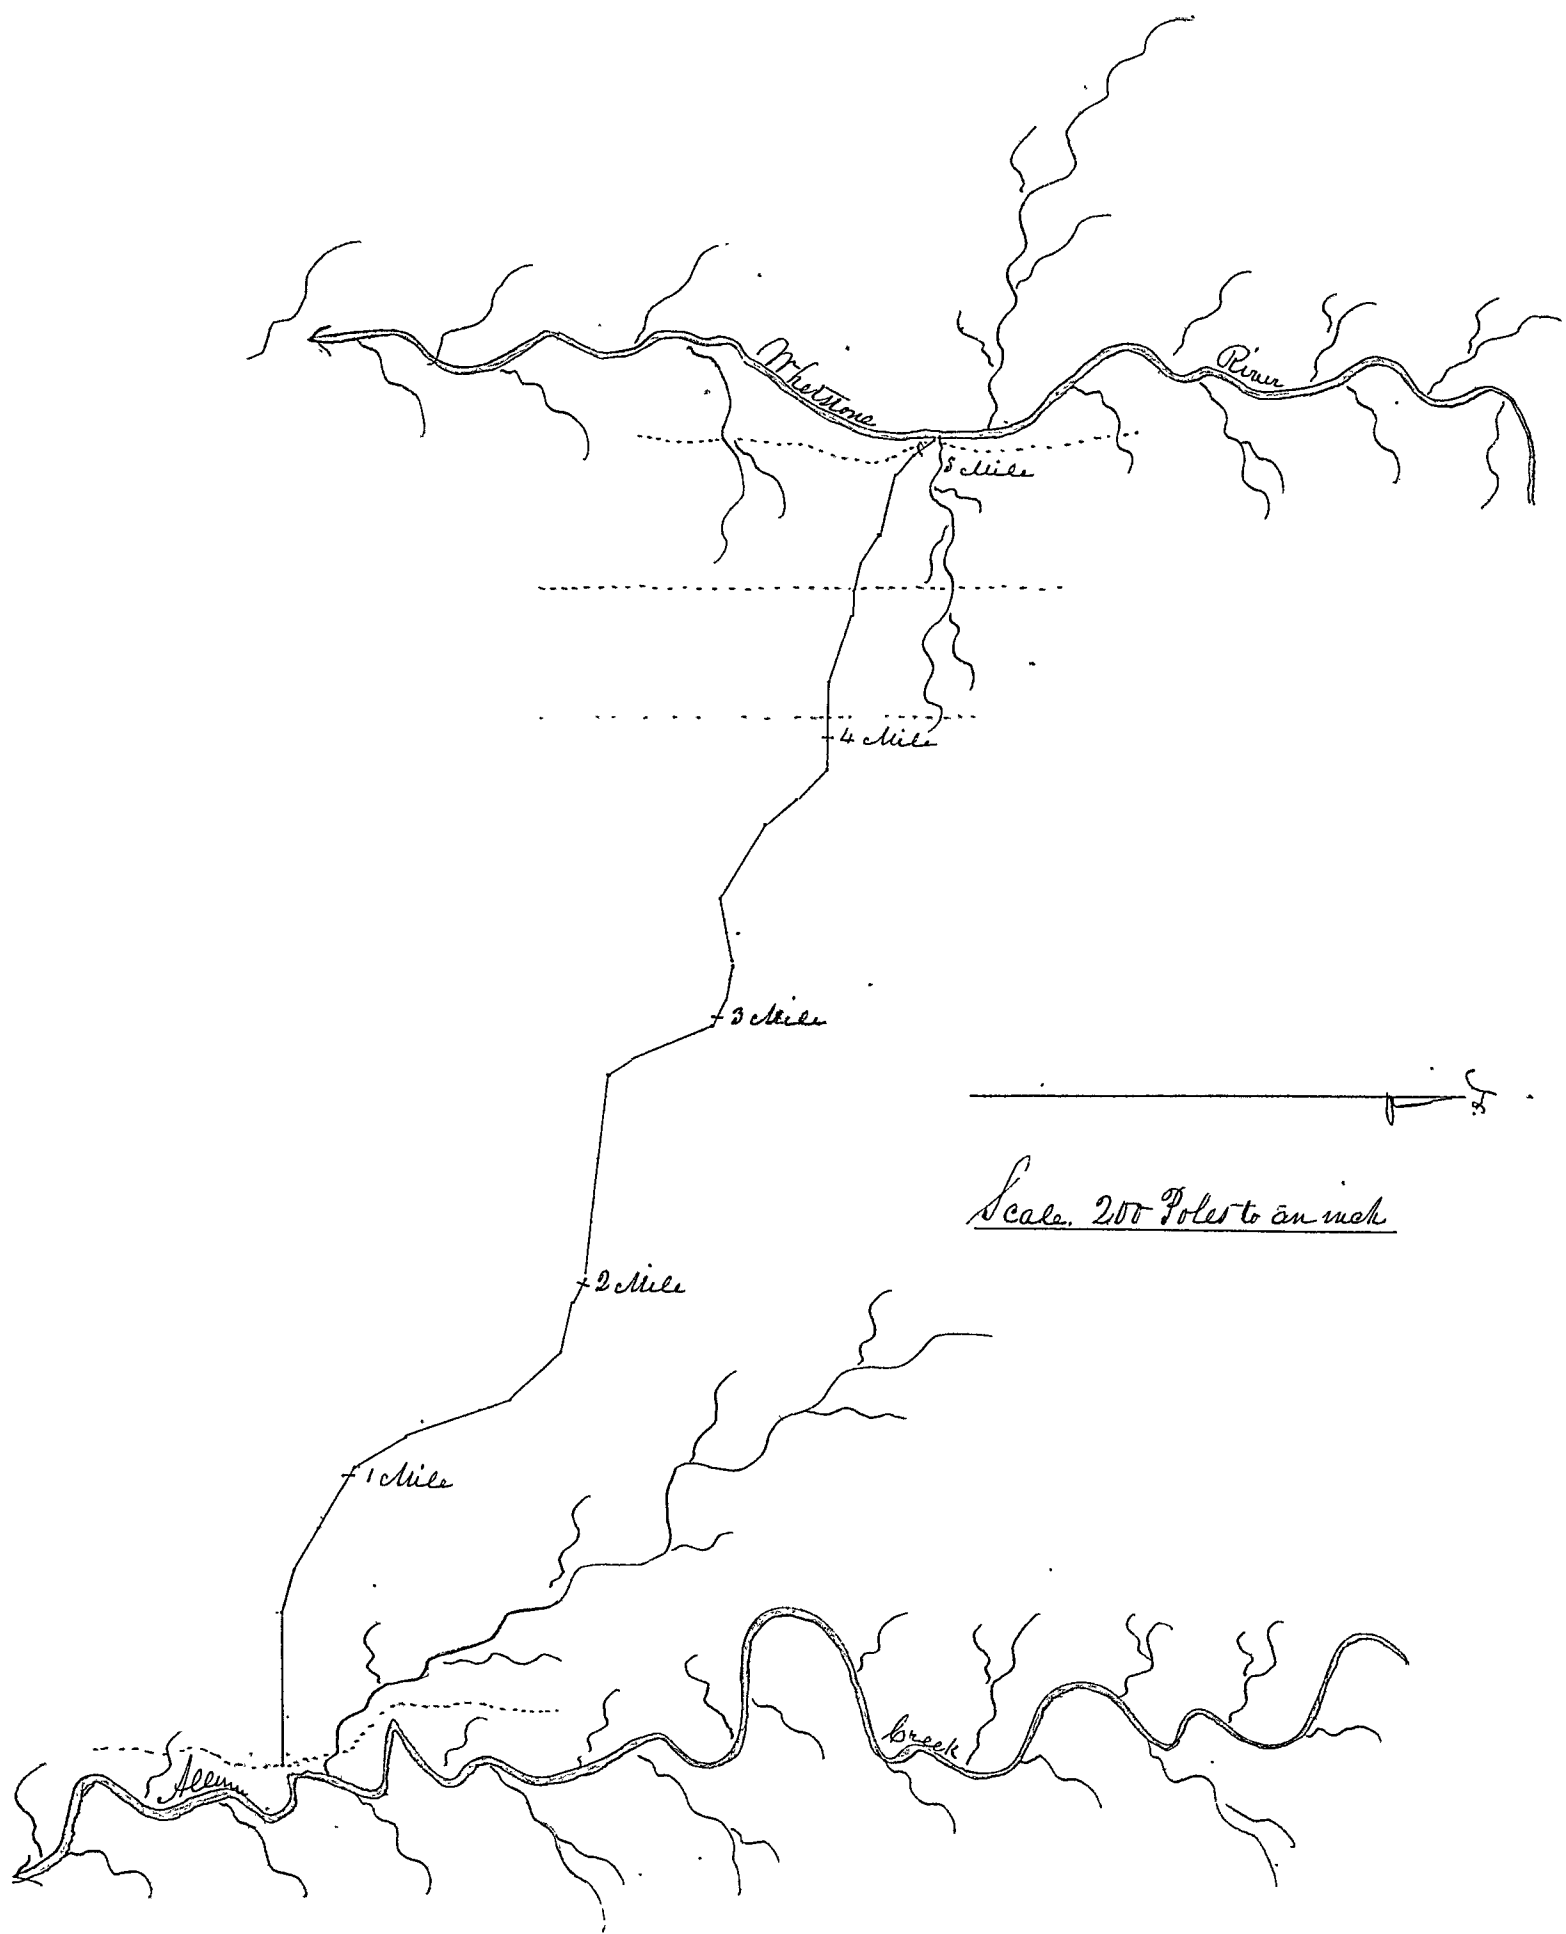 Whetstone River
5 Mile
4 Mile
3 Mile
Scale. 200 Poles to an inch
2 Mile
1 Mile
Allum Creek